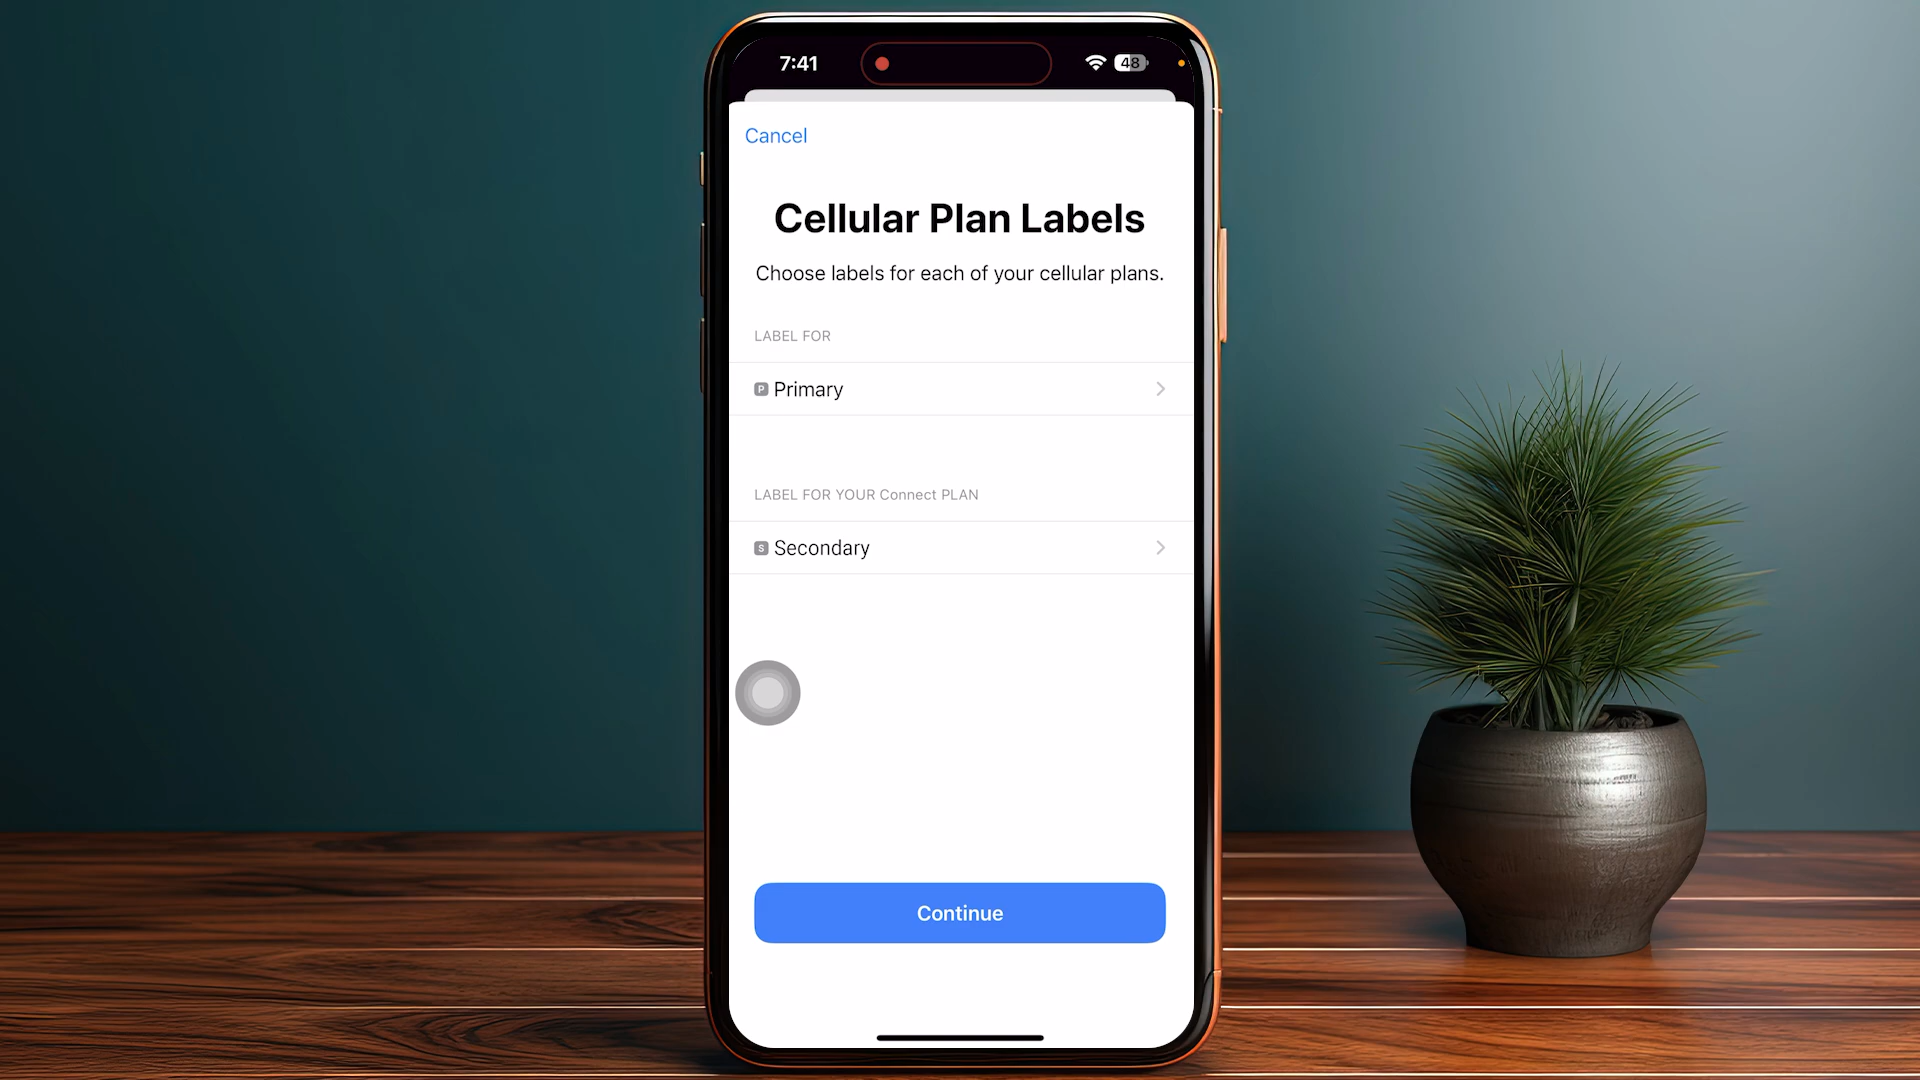 7:41
48
Cancel
Cellular Plan Labels
Choose labels for each of your cellular plans.
LABEL FOR
P Primary
LABEL FOR YOUR Connect PLAN
S Secondary
Continue